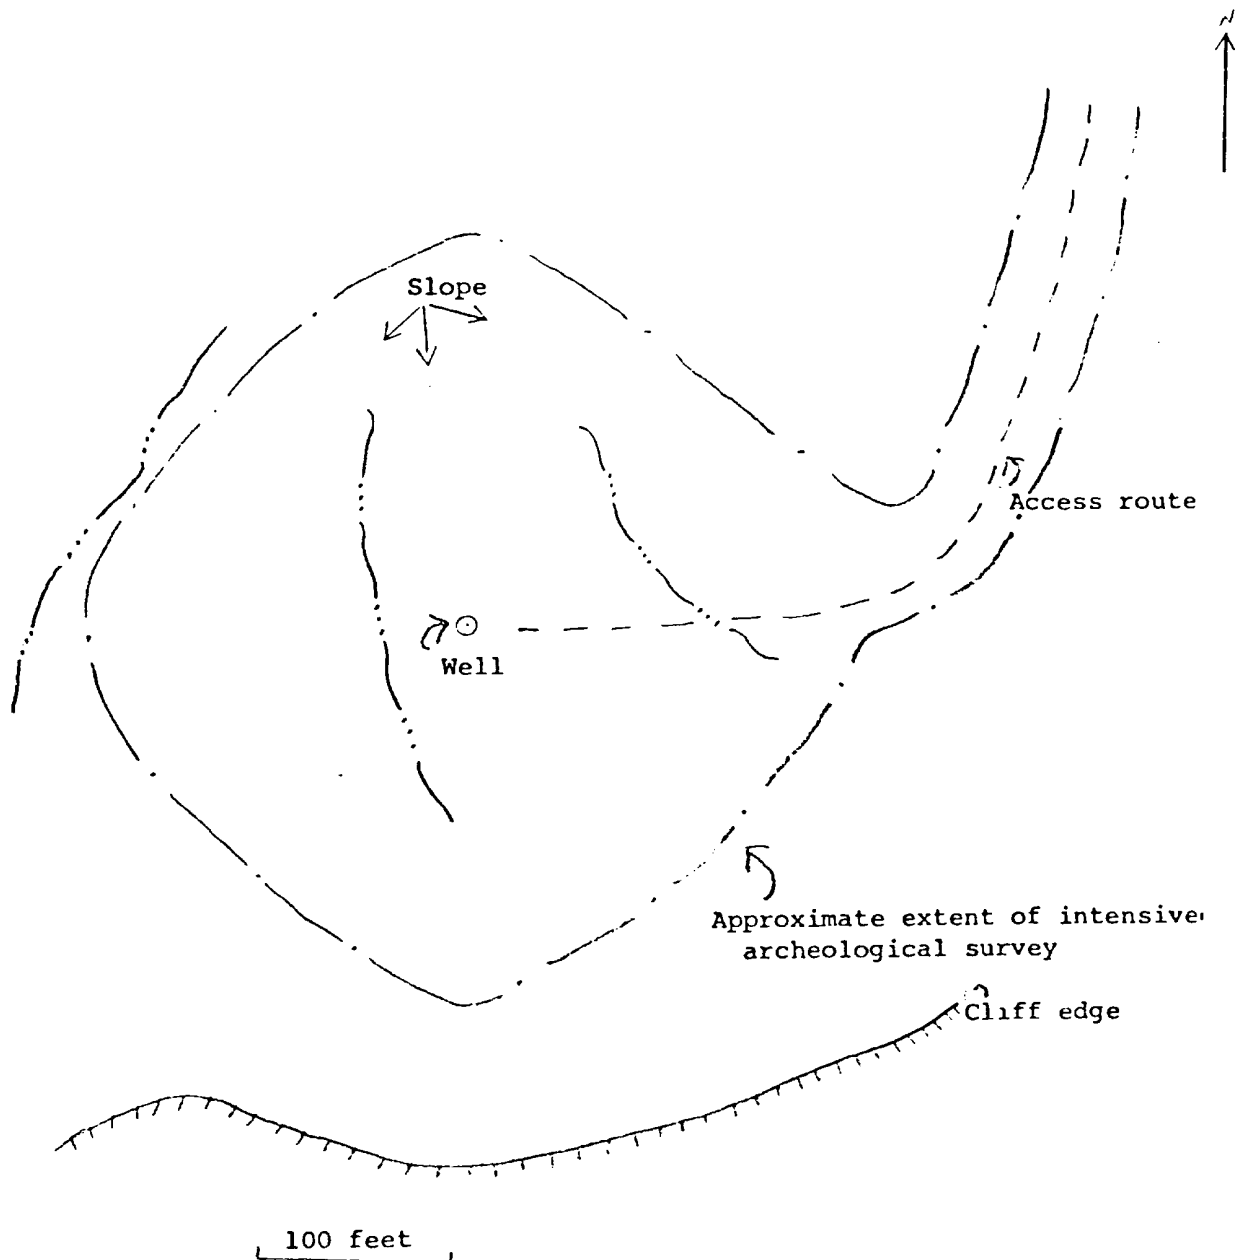 N
Slope
Access route
Well
Approximate extent of intensive
archeological survey
Cliff edge
100 feet